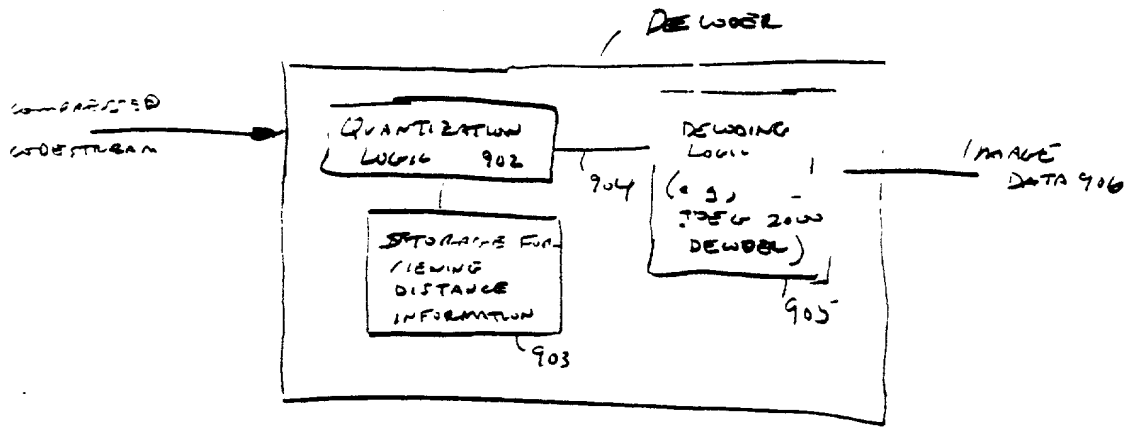 DECODER
COMPRESSED
CODESTREAM
QUANTIZATION
LOGIC 902
904
DECODING
LOGIC
(e.g.,
JPEG 2000
DECODER)
905
IMAGE
DATA 906
STORAGE FOR
VIEWING
DISTANCE
INFORMATION
903